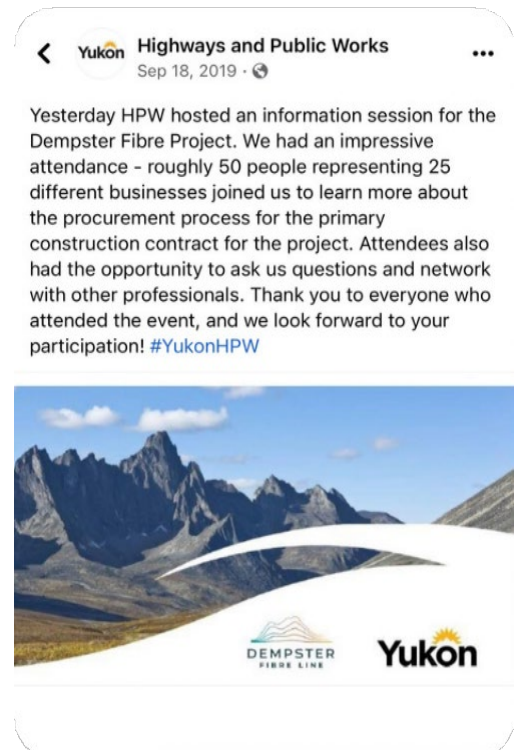 Yukon
Highways and Public Works
Sep 18, 2019 ·
Yesterday HPW hosted an information session for the
Dempster Fibre Project. We had an impressive
attendance - roughly 50 people representing 25
different businesses joined us to learn more about
the procurement process for the primary
construction contract for the project. Attendees also
had the opportunity to ask us questions and network
with other professionals. Thank you to everyone who
attended the event, and we look forward to your
participation! #YukonHPW
DEMPSTER
FIBRE LINE
Yukon